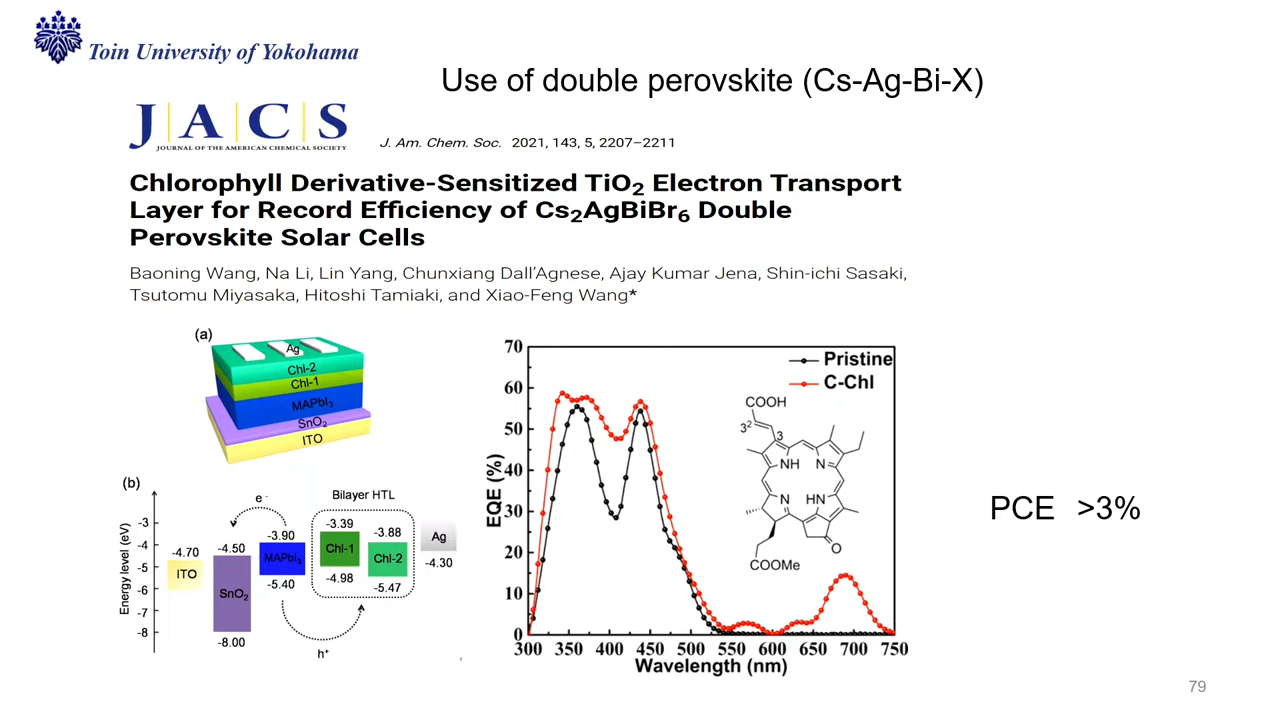 Toin University of Yokohama
Use of double perovskite (Cs-Ag-Bi-X)
J|A|C|S
JOURNAL OF THE AMERICAN CHEMICAL SOCIETY
J. Am. Chem. Soc. 2021, 143, 5, 2207–2211
Chlorophyll Derivative-Sensitized TiO₂ Electron Transport
Layer for Record Efficiency of Cs₂AgBiBr₆ Double
Perovskite Solar Cells
Baoning Wang, Na Li, Lin Yang, Chunxiang Dall'Agnese, Ajay Kumar Jena, Shin-ichi Sasaki,
Tsutomu Miyasaka, Hitoshi Tamiaki, and Xiao-Feng Wang*
(a)
Ag
Chl-2
Chl-1
MAPbI₃
SnO₂
ITO
(b)
Energy level (eV)
-3
-4
-5
-6
-7
-8
e -
Bilayer HTL
-4.70
ITO
-4.50
SnO₂
-8.00
-3.90
MAPbI₃
-5.40
-3.39
Chl-1
-4.98
-3.88
Chl-2
-5.47
Ag
-4.30
h⁺
EQE (%)
70
60
50
40
30
20
10
0
300 350 400 450 500 550 600 650 700 750
Wavelength (nm)
Pristine
C-Chl
COOH
3²
3
NH
N
N
HN
O
COOMe
PCE >3%
79